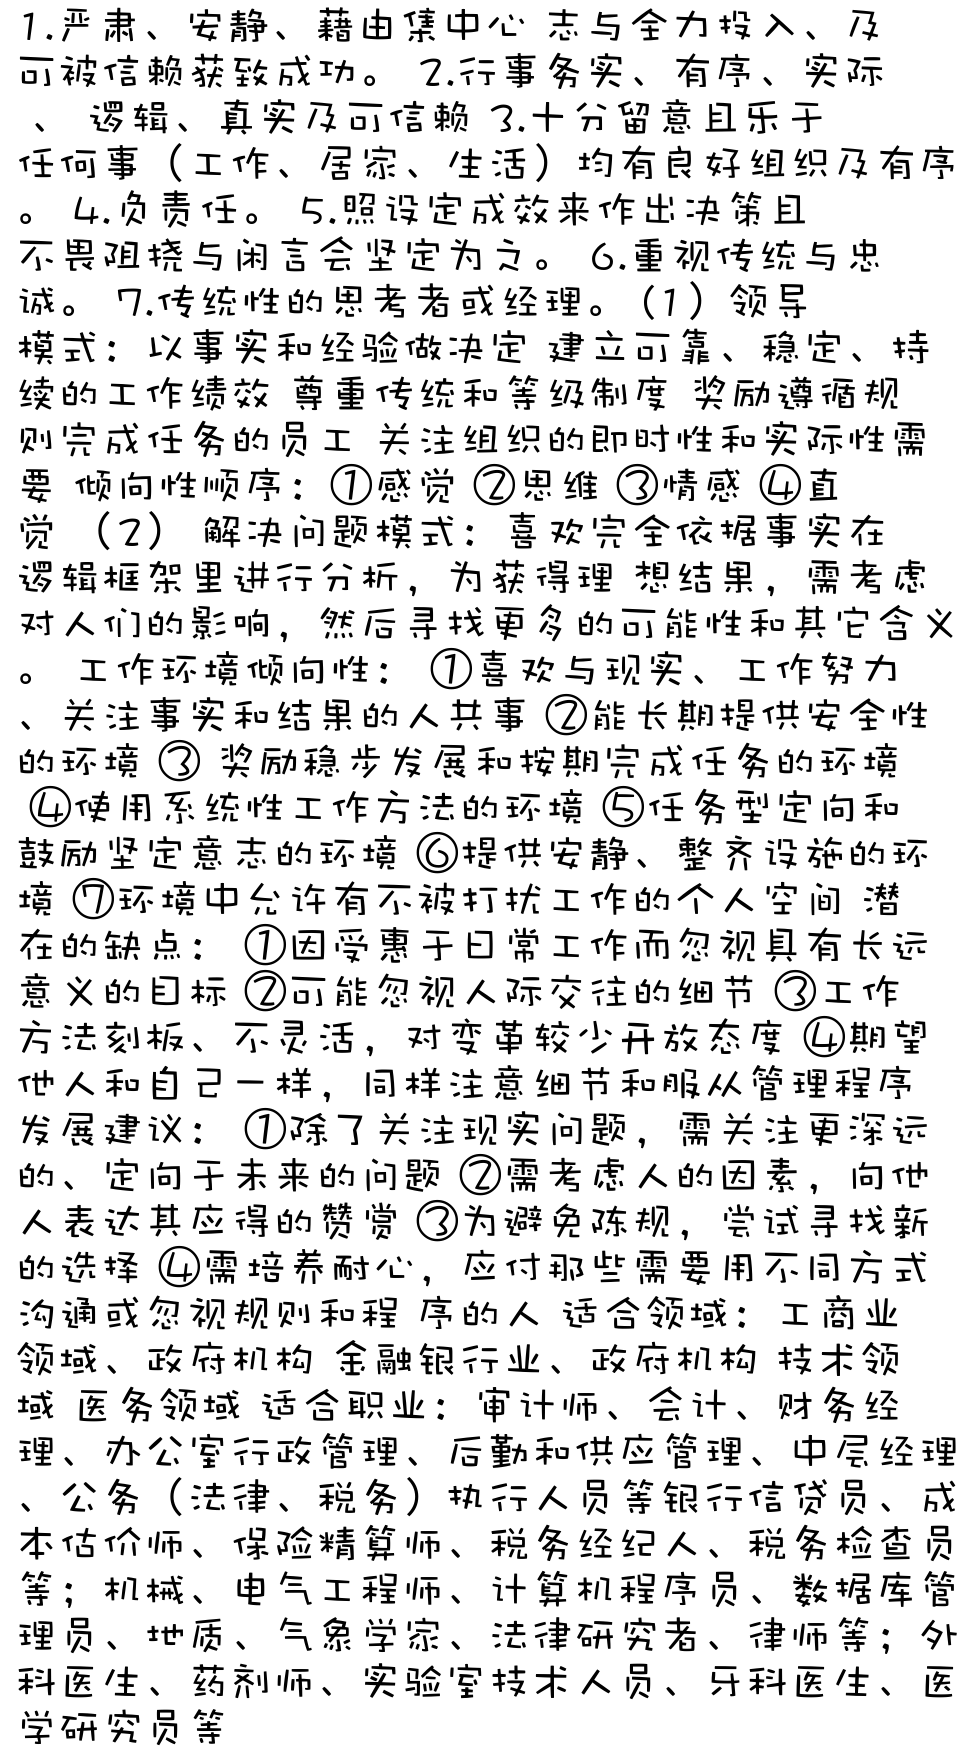 1.严肃、安静、藉由集中心 志与全力投入、及
可被信赖获致成功。 2.行事务实、有序、实际
、 逻辑、真实及可信赖 3.十分留意且乐于
任何事（工作、居家、生活）均有良好组织及有序
。 4.负责任。 5.照设定成效来作出决策且
不畏阻挠与闲言会坚定为之。 6.重视传统与忠
诚。 7.传统性的思考者或经理。（1）领导
模式：以事实和经验做决定 建立可靠、稳定、持
续的工作绩效 尊重传统和等级制度 奖励遵循规
则完成任务的员工 关注组织的即时性和实际性需
要 倾向性顺序：①感觉 ②思维 ③情感 ④直
觉 （2） 解决问题模式：喜欢完全依据事实在
逻辑框架里进行分析，为获得理 想结果，需考虑
对人们的影响，然后寻找更多的可能性和其它含义
。 工作环境倾向性： ①喜欢与现实、工作努力
、关注事实和结果的人共事 ②能长期提供安全性
的环境 ③ 奖励稳步发展和按期完成任务的环境
④使用系统性工作方法的环境 ⑤任务型定向和
鼓励坚定意志的环境 ⑥提供安静、整齐设施的环
境 ⑦环境中允许有不被打扰工作的个人空间 潜
在的缺点： ①因受惠于日常工作而忽视具有长远
意义的目标 ②可能忽视人际交往的细节 ③工作
方法刻板、不灵活，对变革较少开放态度 ④期望
他人和自己一样，同样注意细节和服从管理程序
发展建议： ①除了关注现实问题，需关注更深远
的、定向于未来的问题 ②需考虑人的因素，向他
人表达其应得的赞赏 ③为避免陈规，尝试寻找新
的选择 ④需培养耐心，应付那些需要用不同方式
沟通或忽视规则和程 序的人 适合领域：工商业
领域、政府机构 金融银行业、政府机构 技术领
域 医务领域 适合职业：审计师、会计、财务经
理、办公室行政管理、后勤和供应管理、中层经理
、公务（法律、税务）执行人员等银行信贷员、成
本估价师、保险精算师、税务经纪人、税务检查员
等；机械、电气工程师、计算机程序员、数据库管
理员、地质、气象学家、法律研究者、律师等；外
科医生、药剂师、实验室技术人员、牙科医生、医
学研究员等